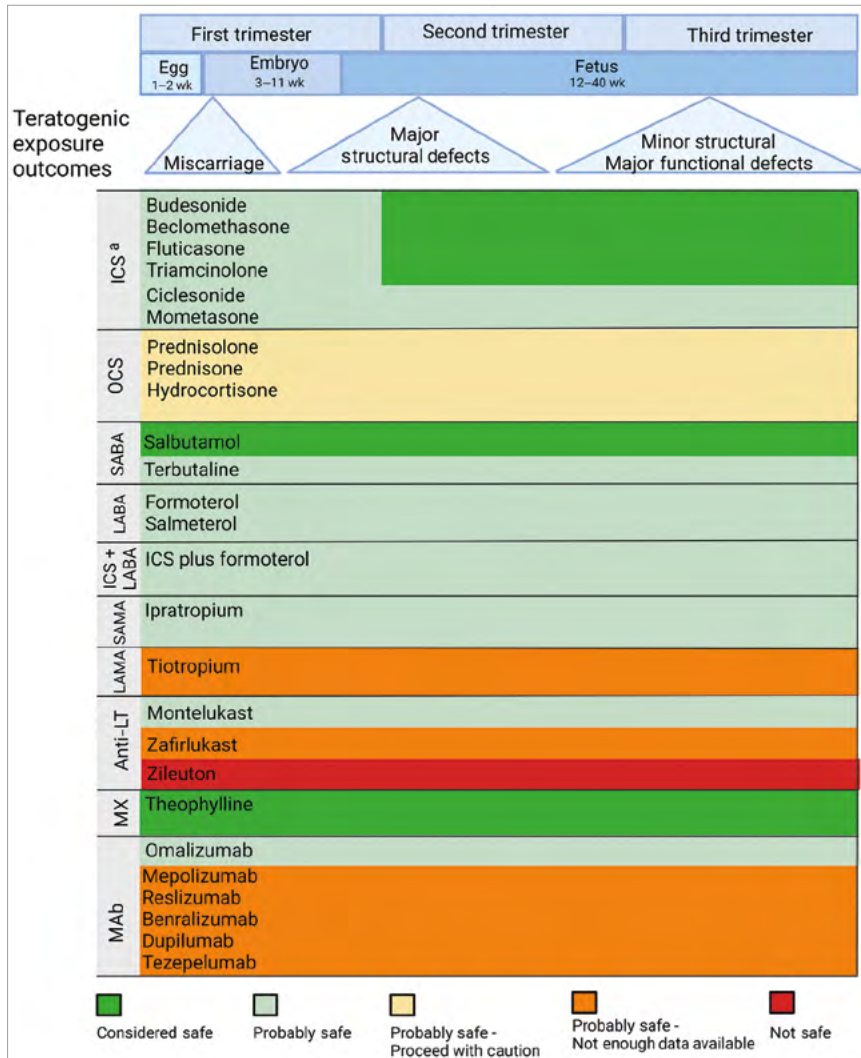 First trimester
Second trimester
Third trimester
Egg
1–2 wk
Embryo
3–11 wk
Fetus
12–40 wk
Teratogenic
exposure
outcomes
Miscarriage
Major
structural defects
Minor structural
Major functional defects
ICS a
Budesonide
Beclomethasone
Fluticasone
Triamcinolone
Ciclesonide
Mometasone
OCS
Prednisolone
Prednisone
Hydrocortisone
SABA
Salbutamol
Terbutaline
LABA
Formoterol
Salmeterol
ICS +
LABA
ICS plus formoterol
SAMA
Ipratropium
LAMA
Tiotropium
Anti-LT
Montelukast
Zafirlukast
Zileuton
MX
Theophylline
MAb
Omalizumab
Mepolizumab
Reslizumab
Benralizumab
Dupilumab
Tezepelumab
Considered safe
Probably safe
Probably safe -
Proceed with caution
Probably safe -
Not enough data available
Not safe